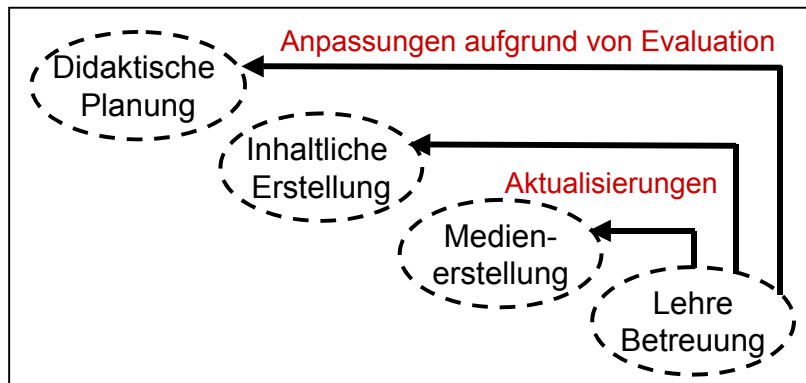 Anpassungen aufgrund von Evaluation
Didaktische
Planung
Inhaltliche
Erstellung
Aktualisierungen
Medien-
erstellung
Lehre
Betreuung